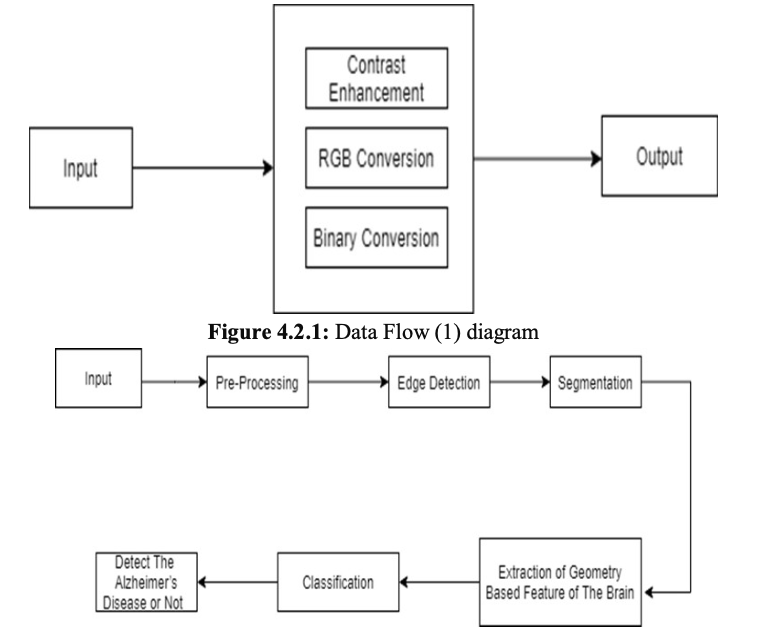 Contrast
Enhancement
Input
RGB Conversion
Output
Binary Conversion
Figure 4.2.1: Data Flow (1) diagram
Input
Pre-Processing
Edge Detection
Segmentation
Extraction of Geometry
Based Feature of The Brain
Classification
Detect The
Alzheimer's
Disease or Not